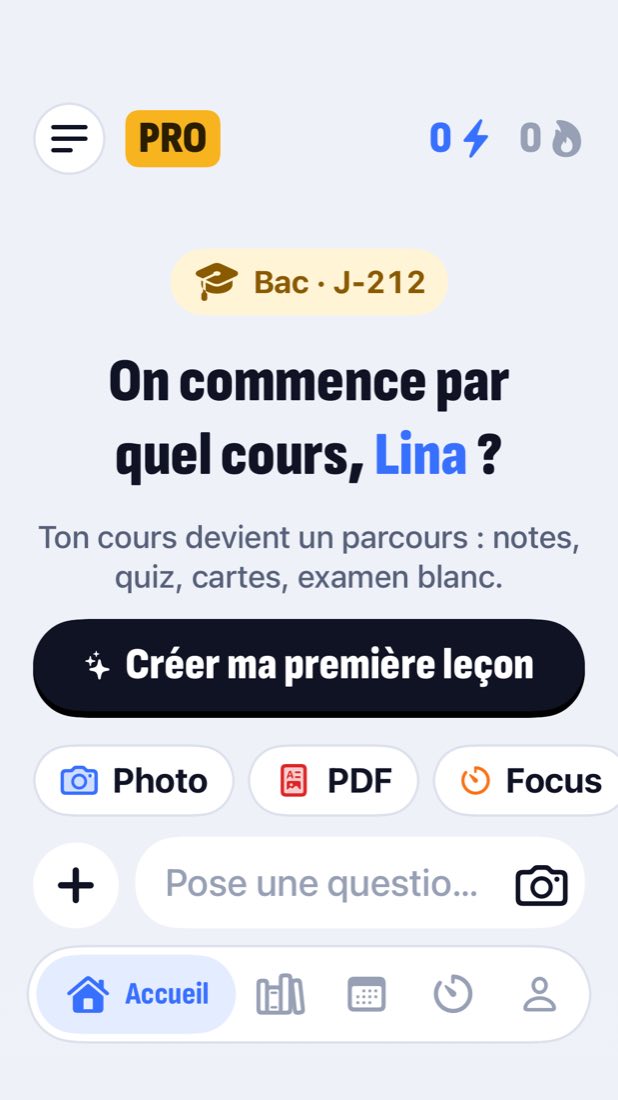 PRO
0
0
Bac · J-212
On commence par
quel cours, Lina ?
Ton cours devient un parcours : notes,
quiz, cartes, examen blanc.
Créer ma première leçon
Photo
PDF
Focus
Pose une questio...
Accueil